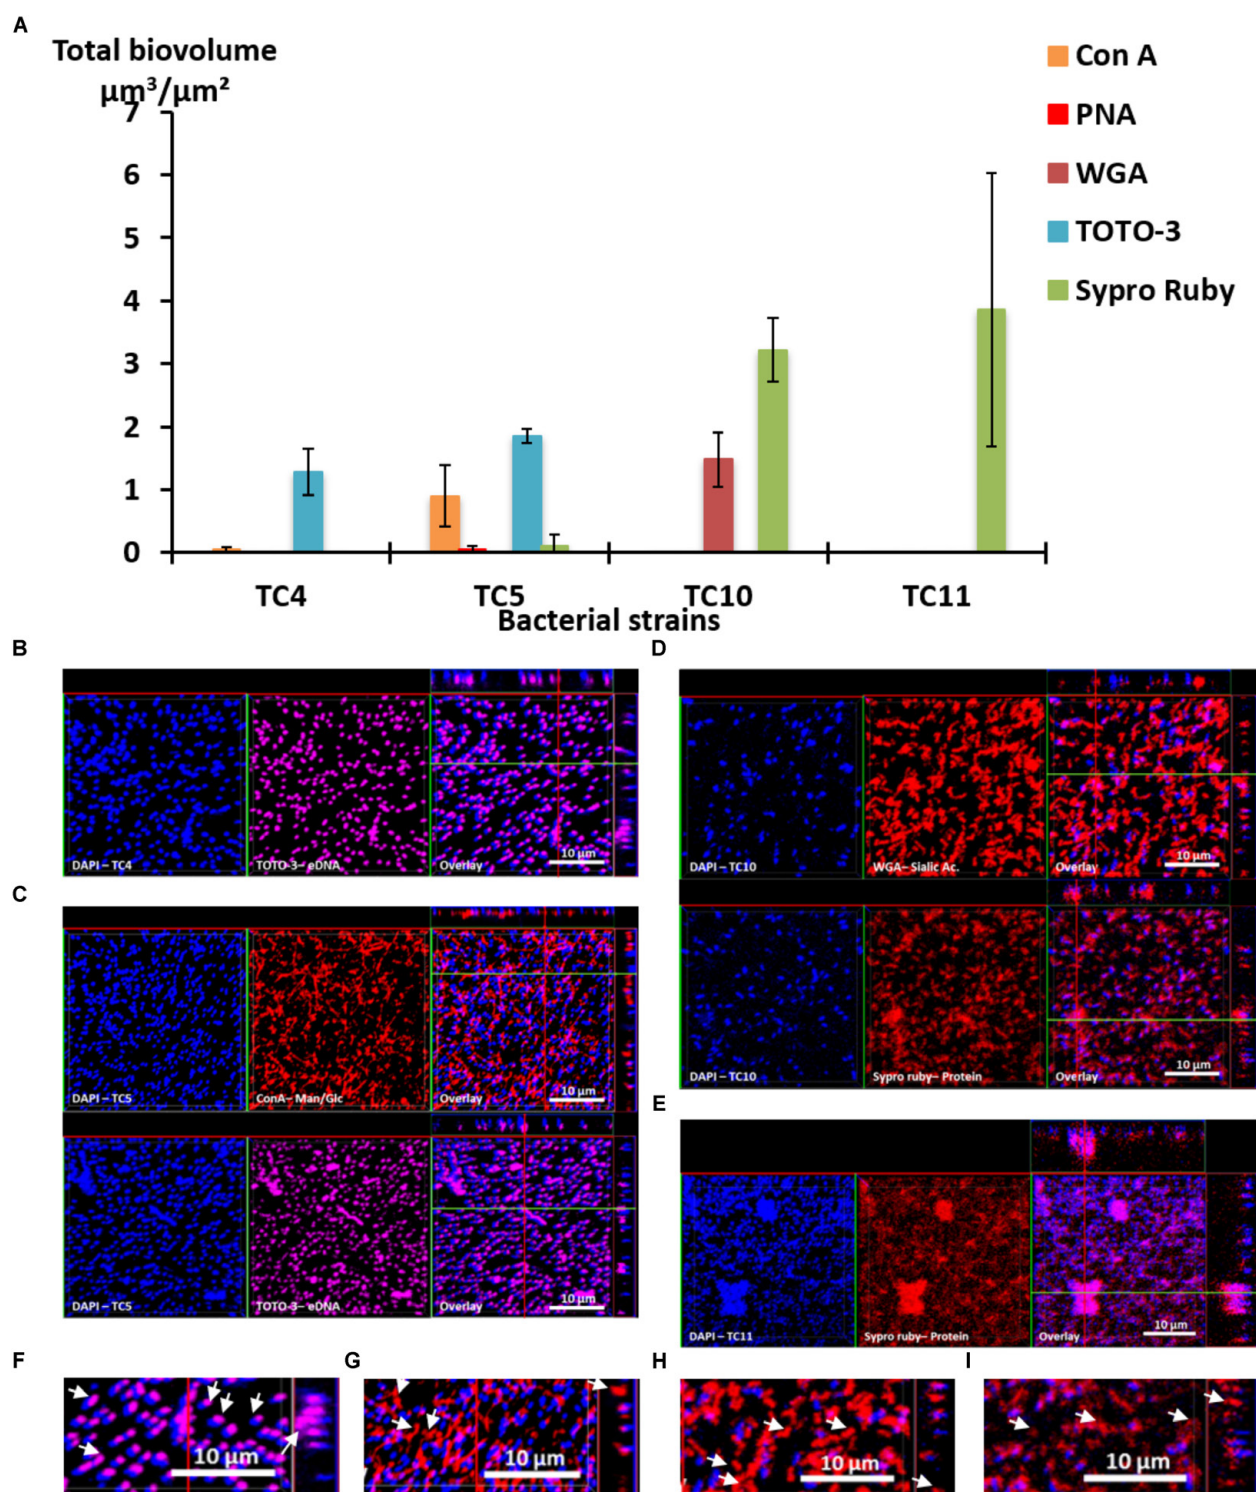 A
Total biovolume
µm³/µm²
7
6
5
4
3
2
1
0
Con A
PNA
WGA
TOTO-3
Sypro Ruby
TC4 TC5 TC10 TC11
Bacterial strains
B
DAPI – TC4 TOTO-3– eDNA Overlay 10 µm
C
DAPI – TC5 ConA– Man/Glc Overlay 10 µm
DAPI – TC5 TOTO-3– eDNA Overlay 10 µm
D
DAPI – TC10 WGA– Sialic Ac. Overlay 10 µm
DAPI – TC10 Sypro ruby– Protein Overlay 10 µm
E
DAPI – TC11 Sypro ruby– Protein Overlay 10 µm
F
10 µm
G
10 µm
H
10 µm
I
10 µm